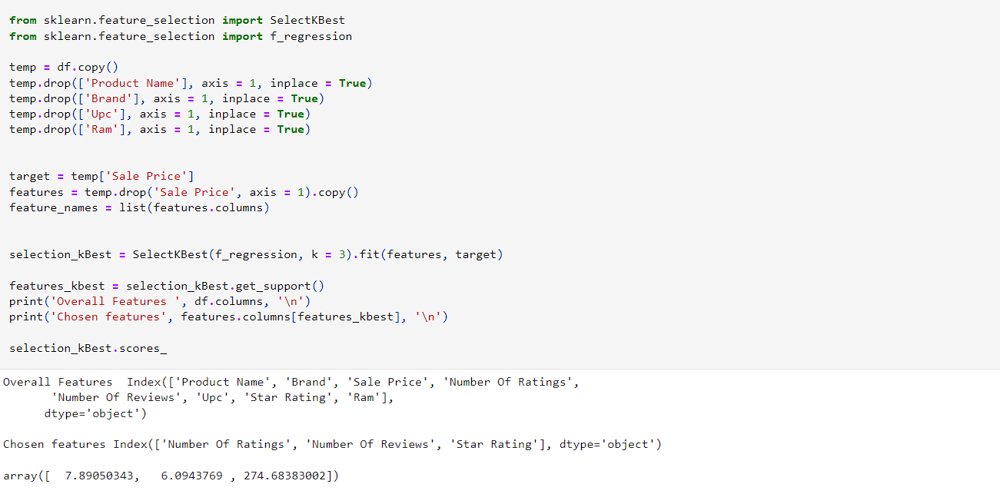 from sklearn.feature_selection import SelectKBest
from sklearn.feature_selection import f_regression
temp = df.copy()
temp.drop(['Product Name'], axis = 1, inplace = True)
temp.drop(['Brand'], axis = 1, inplace = True)
temp.drop(['Upc'], axis = 1, inplace = True)
temp.drop(['Ram'], axis = 1, inplace = True)
target = temp['Sale Price']
features = temp.drop('Sale Price', axis = 1).copy()
feature_names = list(features.columns)
selection_kBest = SelectKBest(f_regression, k = 3).fit(features, target)
features_kbest = selection_kBest.get_support()
print('Overall Features ', df.columns, '\n')
print('Chosen features', features.columns[features_kbest], '\n')
selection_kBest.scores_
Overall Features  Index(['Product Name', 'Brand', 'Sale Price', 'Number Of Ratings',
       'Number Of Reviews', 'Upc', 'Star Rating', 'Ram'],
      dtype='object')
Chosen features Index(['Number Of Ratings', 'Number Of Reviews', 'Star Rating'], dtype='object')
array([  7.89050343,   6.0943769 , 274.68383002])